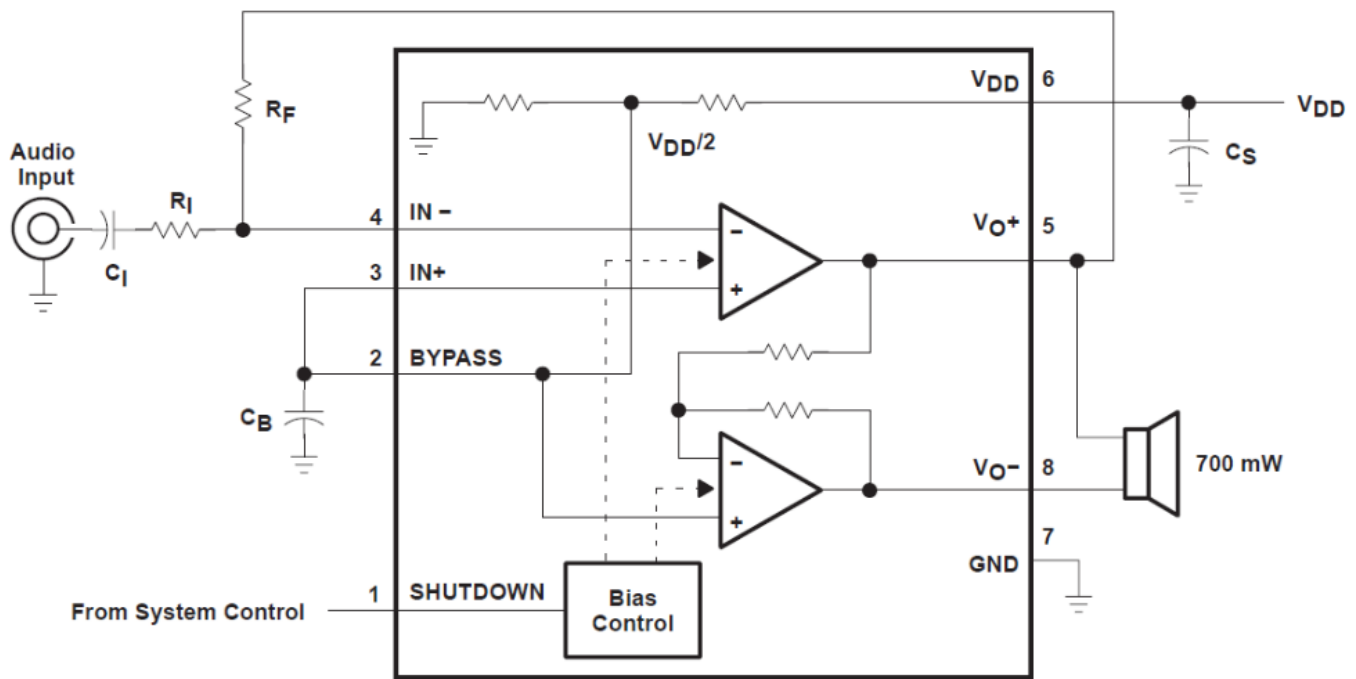 VDD 6
VDD
RF
VDD/2
CS
Audio
Input
RI
4 IN −
VO+ 5
CI
3 IN+
2 BYPASS
CB
VO− 8
700 mW
7
GND
1 SHUTDOWN
From System Control
Bias
Control
− 
+
−
+